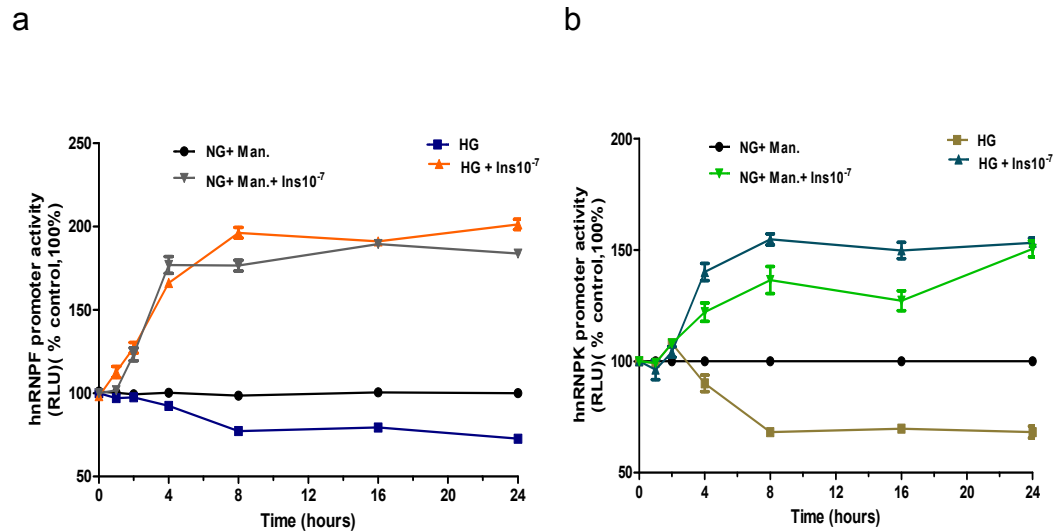 a
hnRNPF promoter activity
(RLU)( % control,100%)
250
200
150
100
50
NG+ Man.
NG+ Man.+ Ins10⁻⁷
HG
HG + Ins10⁻⁷
0
4
8
12
16
20
24
Time (hours)
b
hnRNPK promoter activity
(RLU)( % control,100%)
200
150
100
50
NG+ Man.
NG+ Man.+ Ins10⁻⁷
HG
HG + Ins10⁻⁷
0
4
8
12
16
20
24
Time (hours)